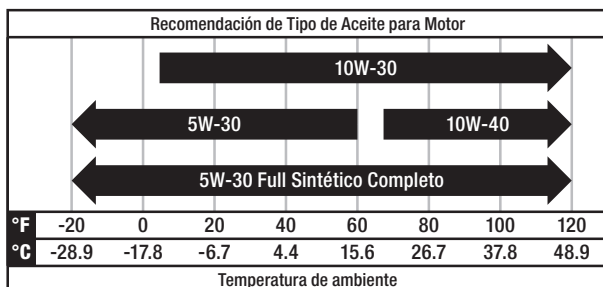 Recomendación de Tipo de Aceite para Motor
10W-30
5W-30 10W-40
5W-30 Full Sintético Completo
°F -20 0 20 40 60 80 100 120
°C -28.9 -17.8 -6.7 4.4 15.6 26.7 37.8 48.9
Temperatura de ambiente